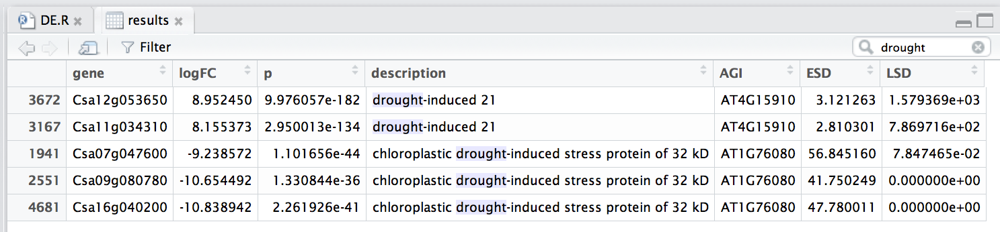 DE.R results
Filter drought
gene logFC p description AGI ESD LSD
3672 Csa12g053650 8.952450 9.976057e-182 drought-induced 21 AT4G15910 3.121263 1.579369e+03
3167 Csa11g034310 8.155373 2.950013e-134 drought-induced 21 AT4G15910 2.810301 7.869716e+02
1941 Csa07g047600 -9.238572 1.101656e-44 chloroplastic drought-induced stress protein of 32 kD AT1G76080 56.845160 7.847465e-02
2551 Csa09g080780 -10.654492 1.330844e-36 chloroplastic drought-induced stress protein of 32 kD AT1G76080 41.750249 0.000000e+00
4681 Csa16g040200 -10.838942 2.261926e-41 chloroplastic drought-induced stress protein of 32 kD AT1G76080 47.780011 0.000000e+00